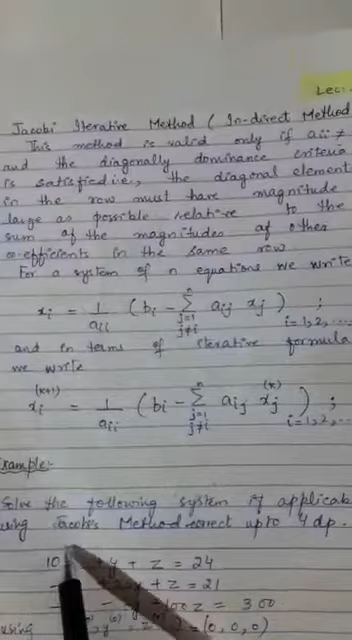 Lec:-
Jacobi Iterative Method ( In-direct Method
This method is valid only if aii ≠
and the diagonally dominance criteria
is satisfied i.e., the diagonal element
in the row must have magnitude
large as possible relative to the
sum of the magnitudes of other
co-efficients in the same row
For a system of n equations we write
xi = 1/aii ( bi - Σ(j=1, j≠i)^n aij xj ) ; i=1,2,...
and in terms of iterative formula
we write
xi^(k+1) = 1/aii ( bi - Σ(j=1, j≠i)^n aij xj^(k) ) ; i=1,2,...
Example:-
Solve the following system if applicab
using Jacobi's Method correct upto 4 dp.
10 + y + z = 24
y + z = 21
- 100z = 300
using = (0, 0, 0)